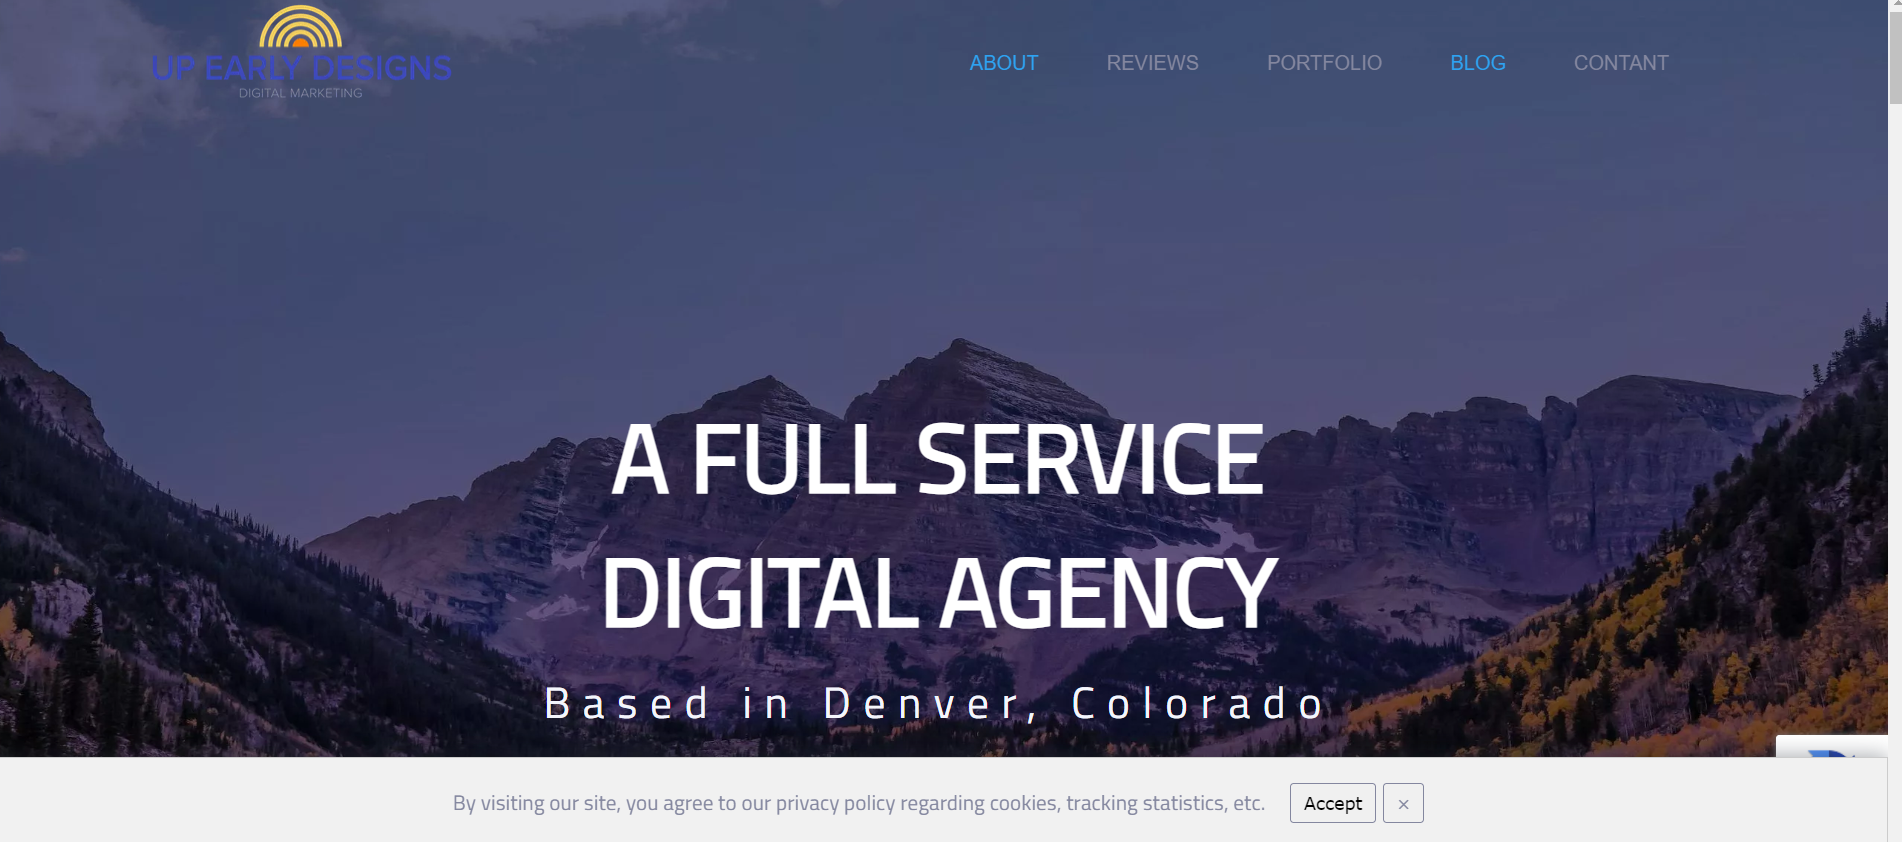 UP EARLY DESIGNS
DIGITAL MARKETING
ABOUT REVIEWS PORTFOLIO BLOG CONTANT
A FULL SERVICE
DIGITAL AGENCY
Based in Denver, Colorado
By visiting our site, you agree to our privacy policy regarding cookies, tracking statistics, etc. Accept ×